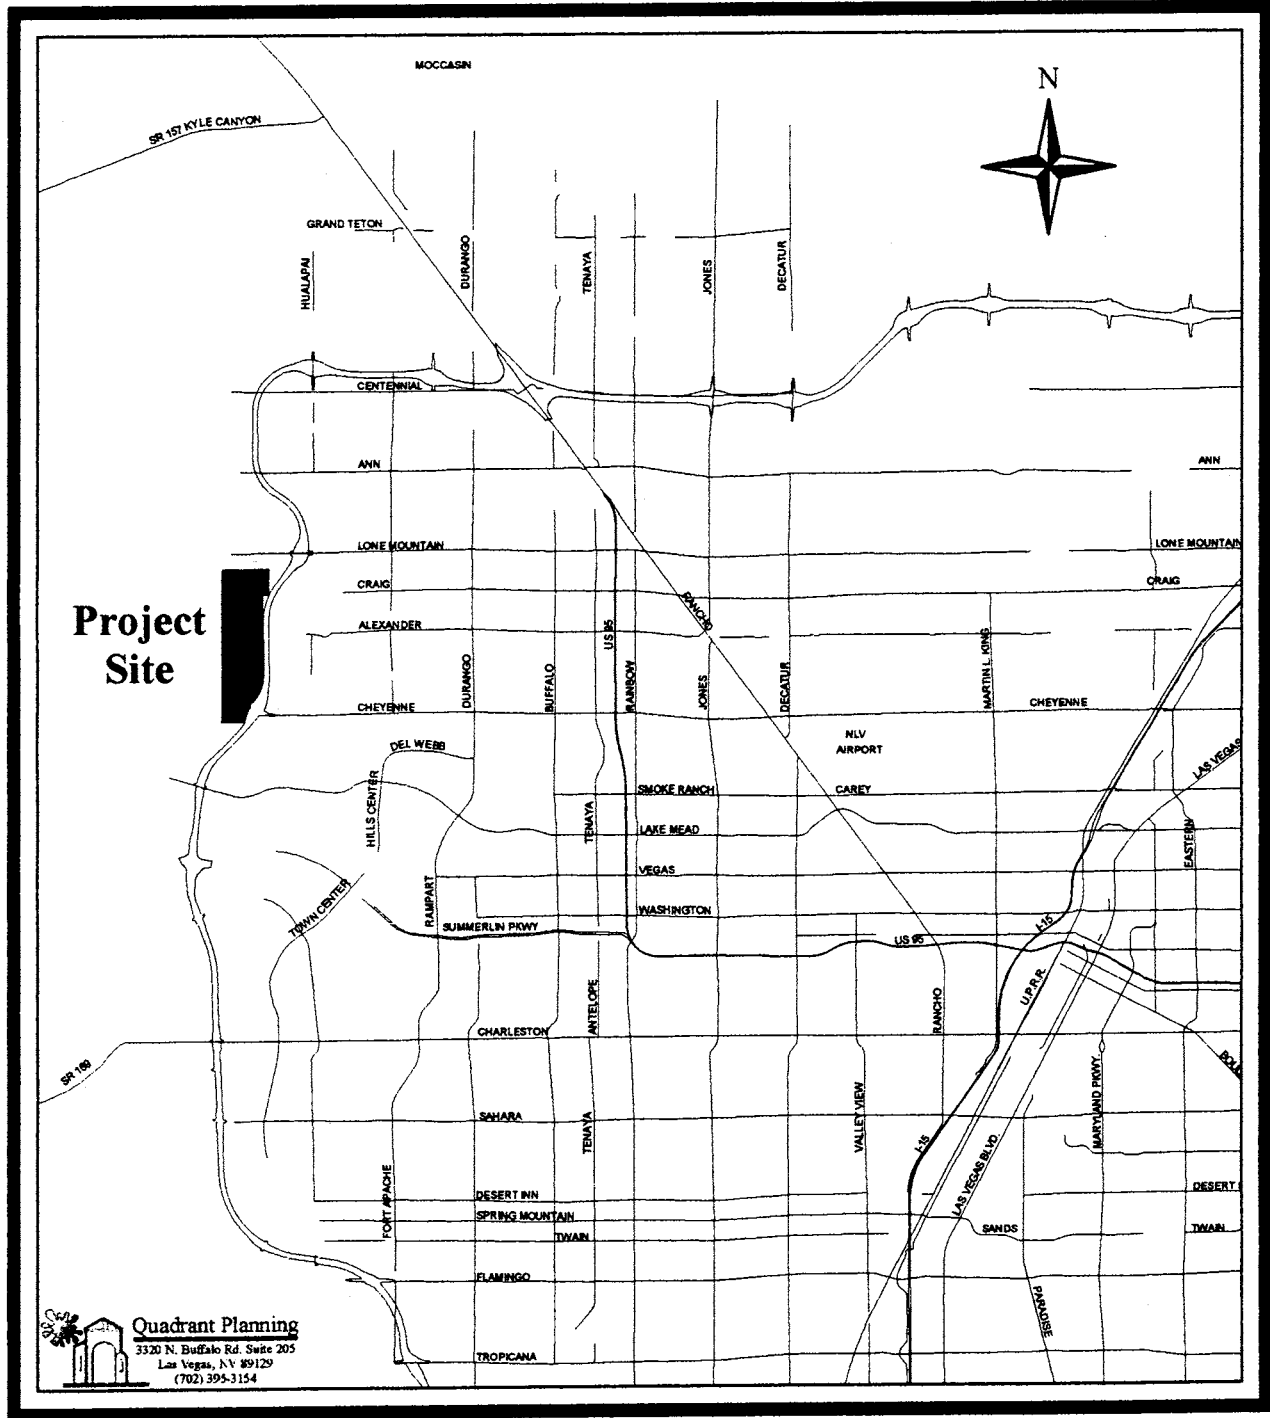 MOCCASIN
N
SR 157 KYLE CANYON
GRAND TETON
HUALAPAI
DURANGO
TENAYA
JONES
DECATUR
CENTENNIAL
ANN
ANN
LONE MOUNTAIN
LONE MOUNTAIN
CRAIG
CRAIG
RANCHO
Project
Site
ALEXANDER
US 95
MARTIN L. KING
DURANGO
BUFFALO
RAINBOW
JONES
DECATUR
CHEYENNE
CHEYENNE
NLV
AIRPORT
DEL WEBB
LAS VEGAS
HILLS CENTER
SMOKE RANCH
CAREY
TENAYA
LAKE MEAD
EASTERN
VEGAS
TOWN CENTER
RAMPART
WASHINGTON
SUMMERLIN PKWY
US 95
I-15
U.P.R.R.
ANTELOPE
RANCHO
CHARLESTON
SR 169
MARYLAND PKWY.
VALLEY VIEW
SAHARA
TENAYA
I-15
LAS VEGAS BLVD.
FORT APACHE
DESERT INN
DESERT I
SPRING MOUNTAIN
TWAIN
SANDS
TWAIN
FLAMINGO
PARADISE
TROPICANA
Quadrant Planning
3320 N. Buffalo Rd. Suite 205
Las Vegas, NV 89129
(702) 395-3154